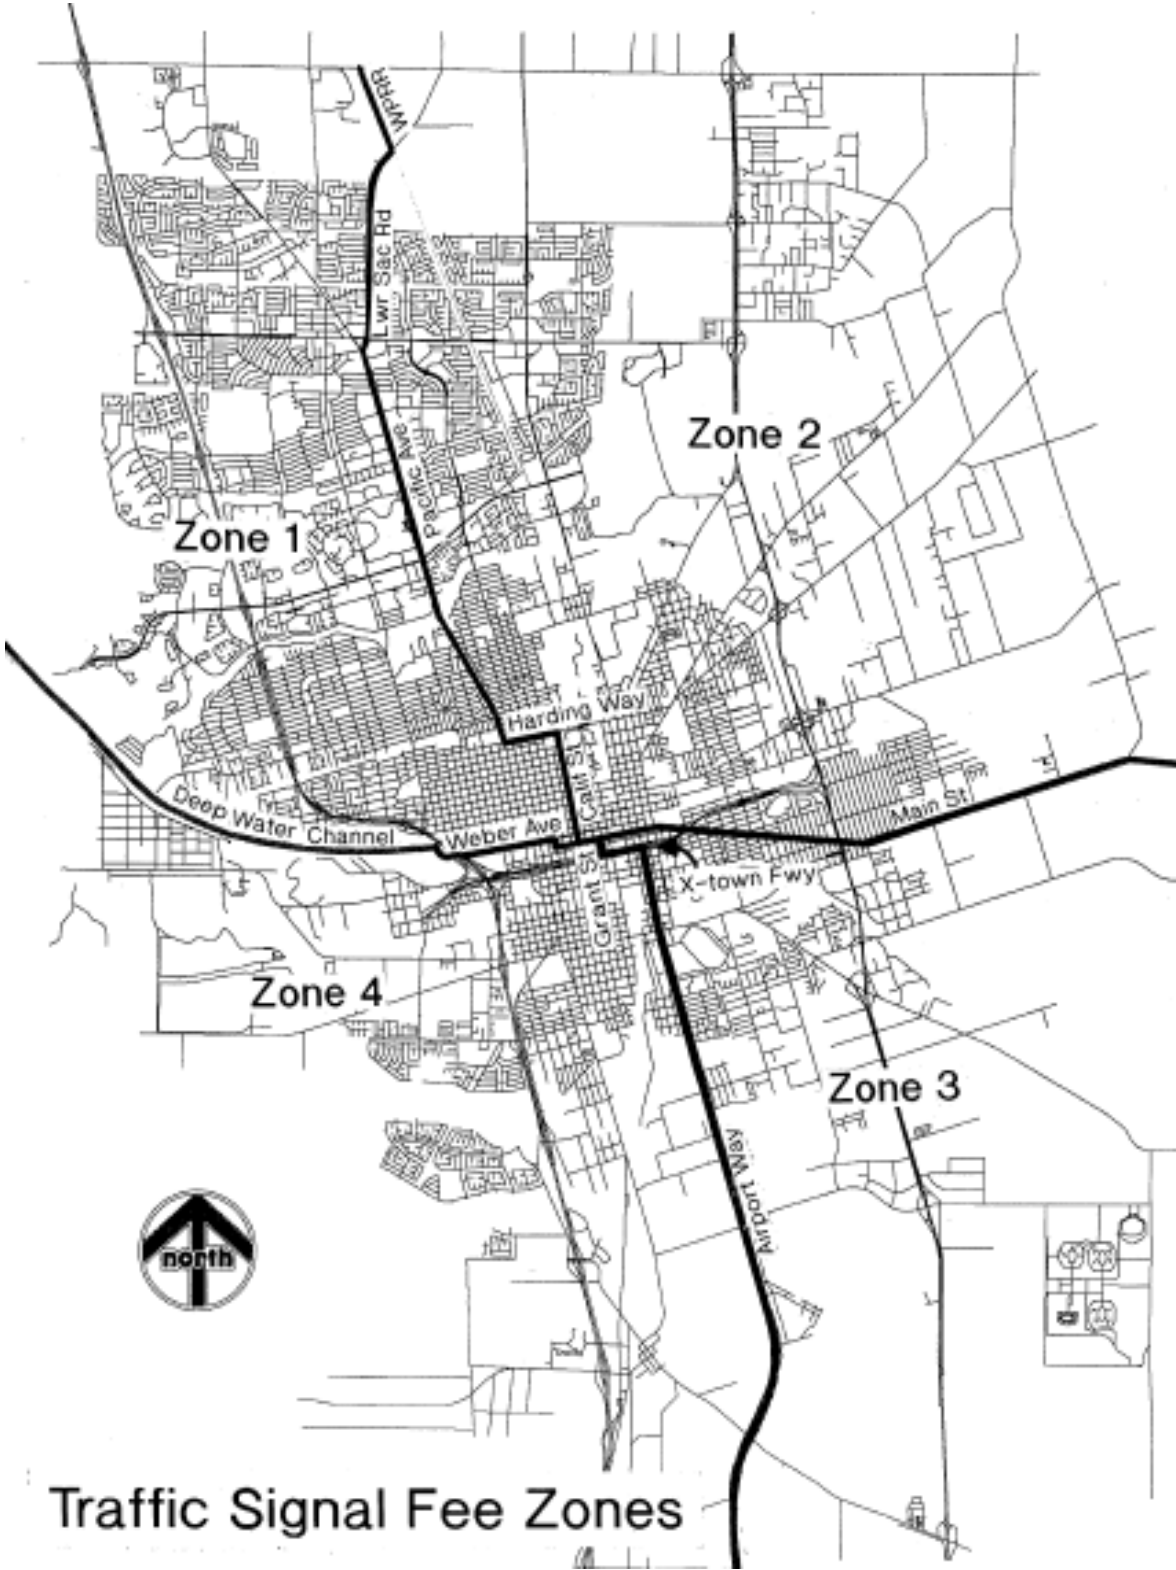 WPRR
Lwr Sac Rd
Zone 2
Pacific Ave
Zone 1
Harding Way
Calif St
Deep Water Channel
Weber Ave
Main St
X-town Fwy
Grant St
Zone 4
Zone 3
Airport Way
north
Traffic Signal Fee Zones